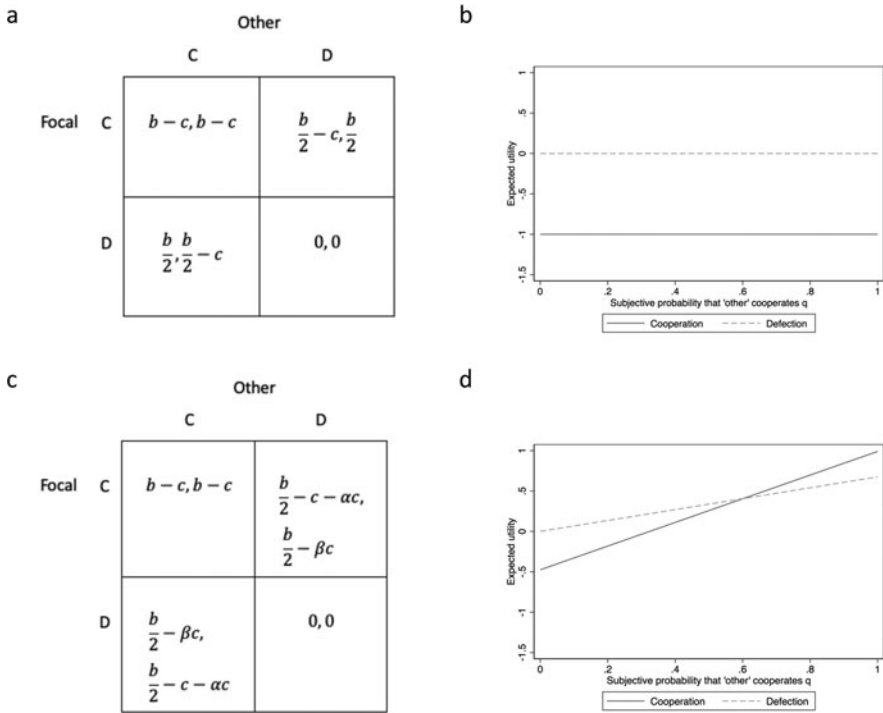 a
Other
C D
Focal C b − c, b − c b/2 − c, b/2
D b/2, b/2 − c 0, 0
b
Expected utility
1
.5
0
-.5
-1
-1.5
0 .2 .4 .6 .8 1
Subjective probability that 'other' cooperates q
Cooperation Defection
c
Other
C D
Focal C b − c, b − c b/2 − c − αc,
b/2 − βc
D b/2 − βc, 0, 0
b/2 − c − αc
d
Expected utility
1
.5
0
-.5
-1
-1.5
0 .2 .4 .6 .8 1
Subjective probability that 'other' cooperates q
Cooperation Defection